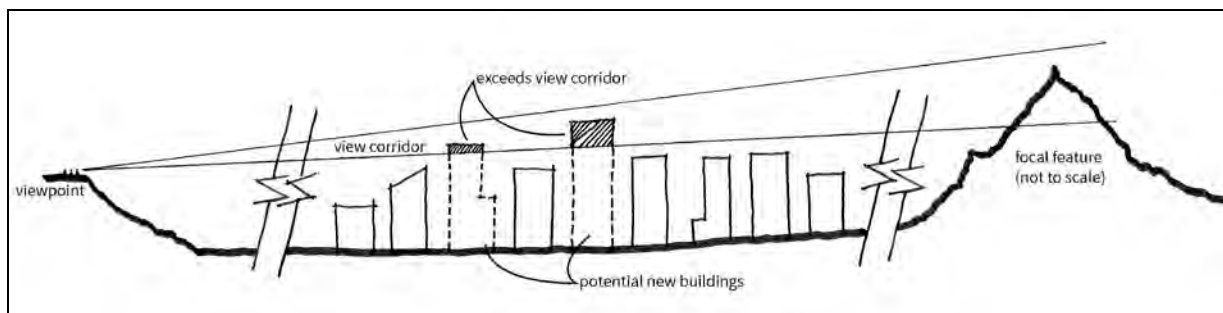 exceeds view corridor
view corridor
viewpoint
focal feature
(not to scale)
potential new buildings